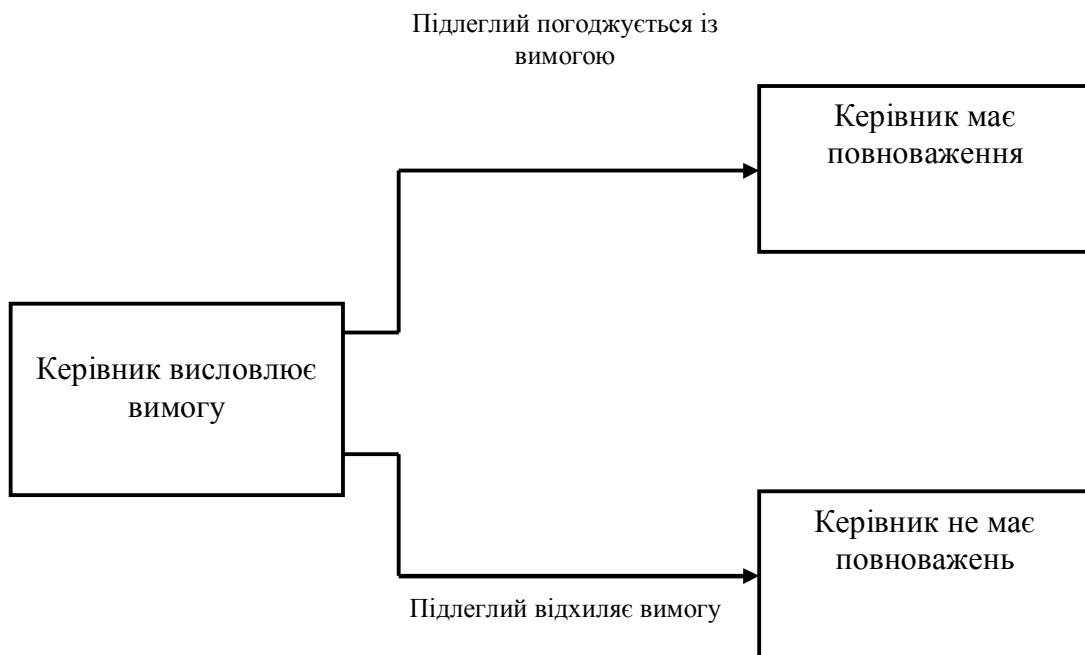 Підлеглий погоджується із
вимогою
Керівник має
повноваження
Керівник висловлює
вимогу
Керівник не має
повноважень
Підлеглий відхиляє вимогу